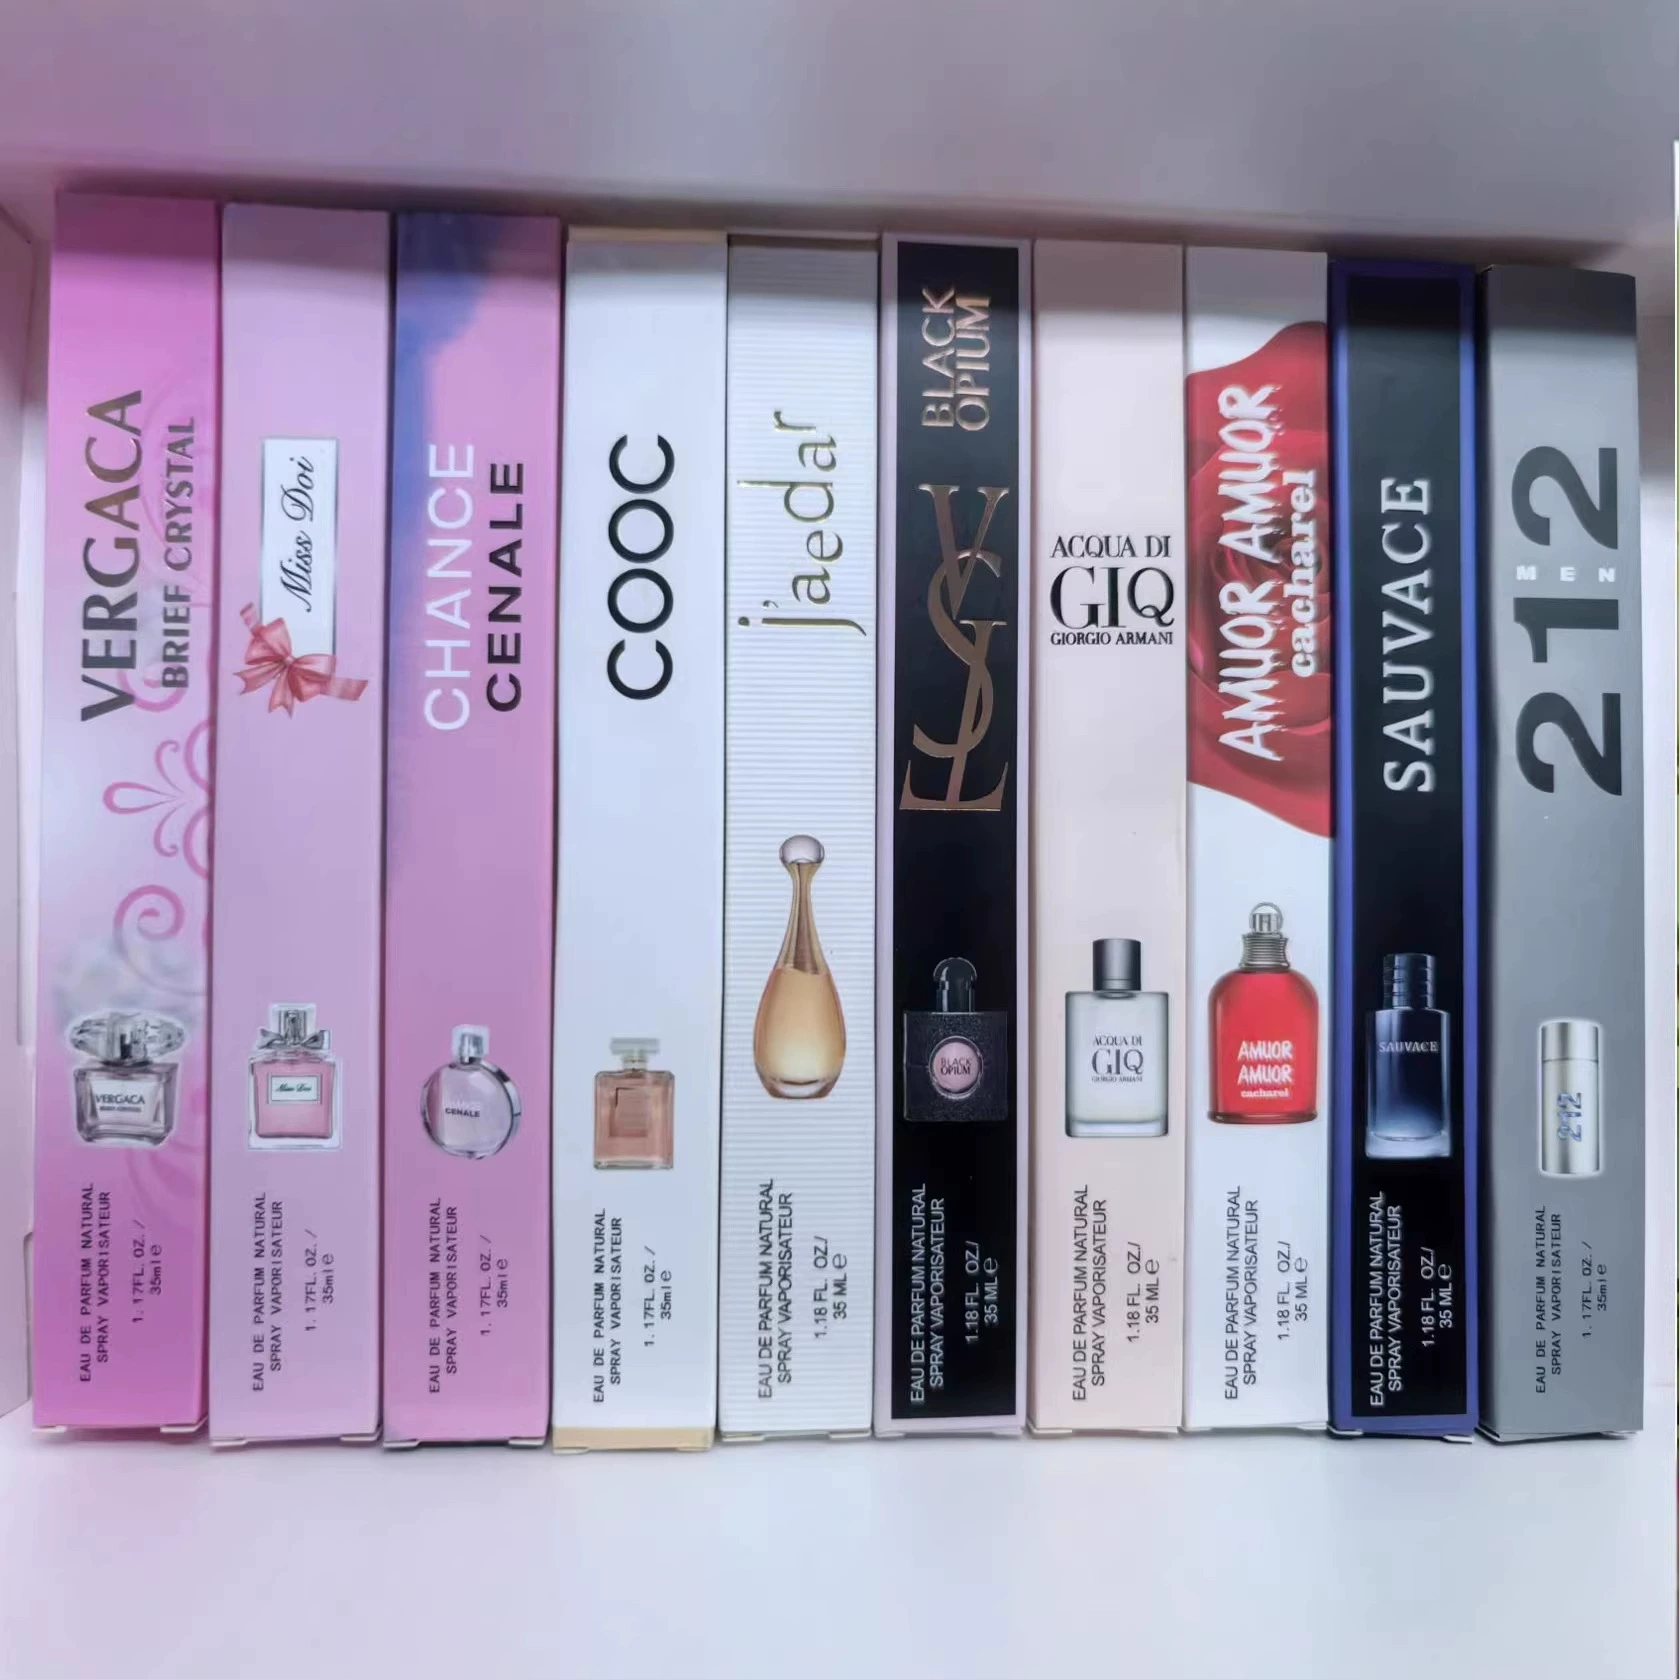 VERGACA
BRIEF CRYSTAL
VERGACA
EAU DE PARFUM NATURAL
SPRAY VAPORISATEUR
1.17FL. OZ. /
35ml e
Miss Doi
EAU DE PARFUM NATURAL
SPRAY VAPORISATEUR
1.17FL. OZ. /
35ml e
CHANCE
CENALE
CHANCE
CENALE
EAU DE PARFUM NATURAL
SPRAY VAPORISATEUR
1.17FL. OZ. /
35ml e
COOC
EAU DE PARFUM NATURAL
SPRAY VAPORISATEUR
1.17FL. OZ. /
35ml e
j'aedar
EAU DE PARFUM NATURAL
SPRAY VAPORISATEUR
1.18 FL. OZ./
35 ML e
BLACK
OPIUM
BLACK
OPIUM
EAU DE PARFUM NATURAL
SPRAY VAPORISATEUR
1.18 FL. OZ./
35 ML e
ACQUA DI
GIQ
GIORGIO ARMANI
ACQUA DI
GIQ
GIORGIO ARMANI
EAU DE PARFUM NATURAL
SPRAY VAPORISATEUR
1.18 FL. OZ./
35 ML e
AMUOR AMUOR
cacharel
AMUOR
AMUOR
cacharel
EAU DE PARFUM NATURAL
SPRAY VAPORISATEUR
1.18 FL. OZ./
35 ML e
SAUVACE
SAUVACE
EAU DE PARFUM NATURAL
SPRAY VAPORISATEUR
1.18 FL. OZ./
35 ML e
212
MEN
212
EAU DE PARFUM NATURAL
SPRAY VAPORISATEUR
1.17FL. OZ. /
35ml e